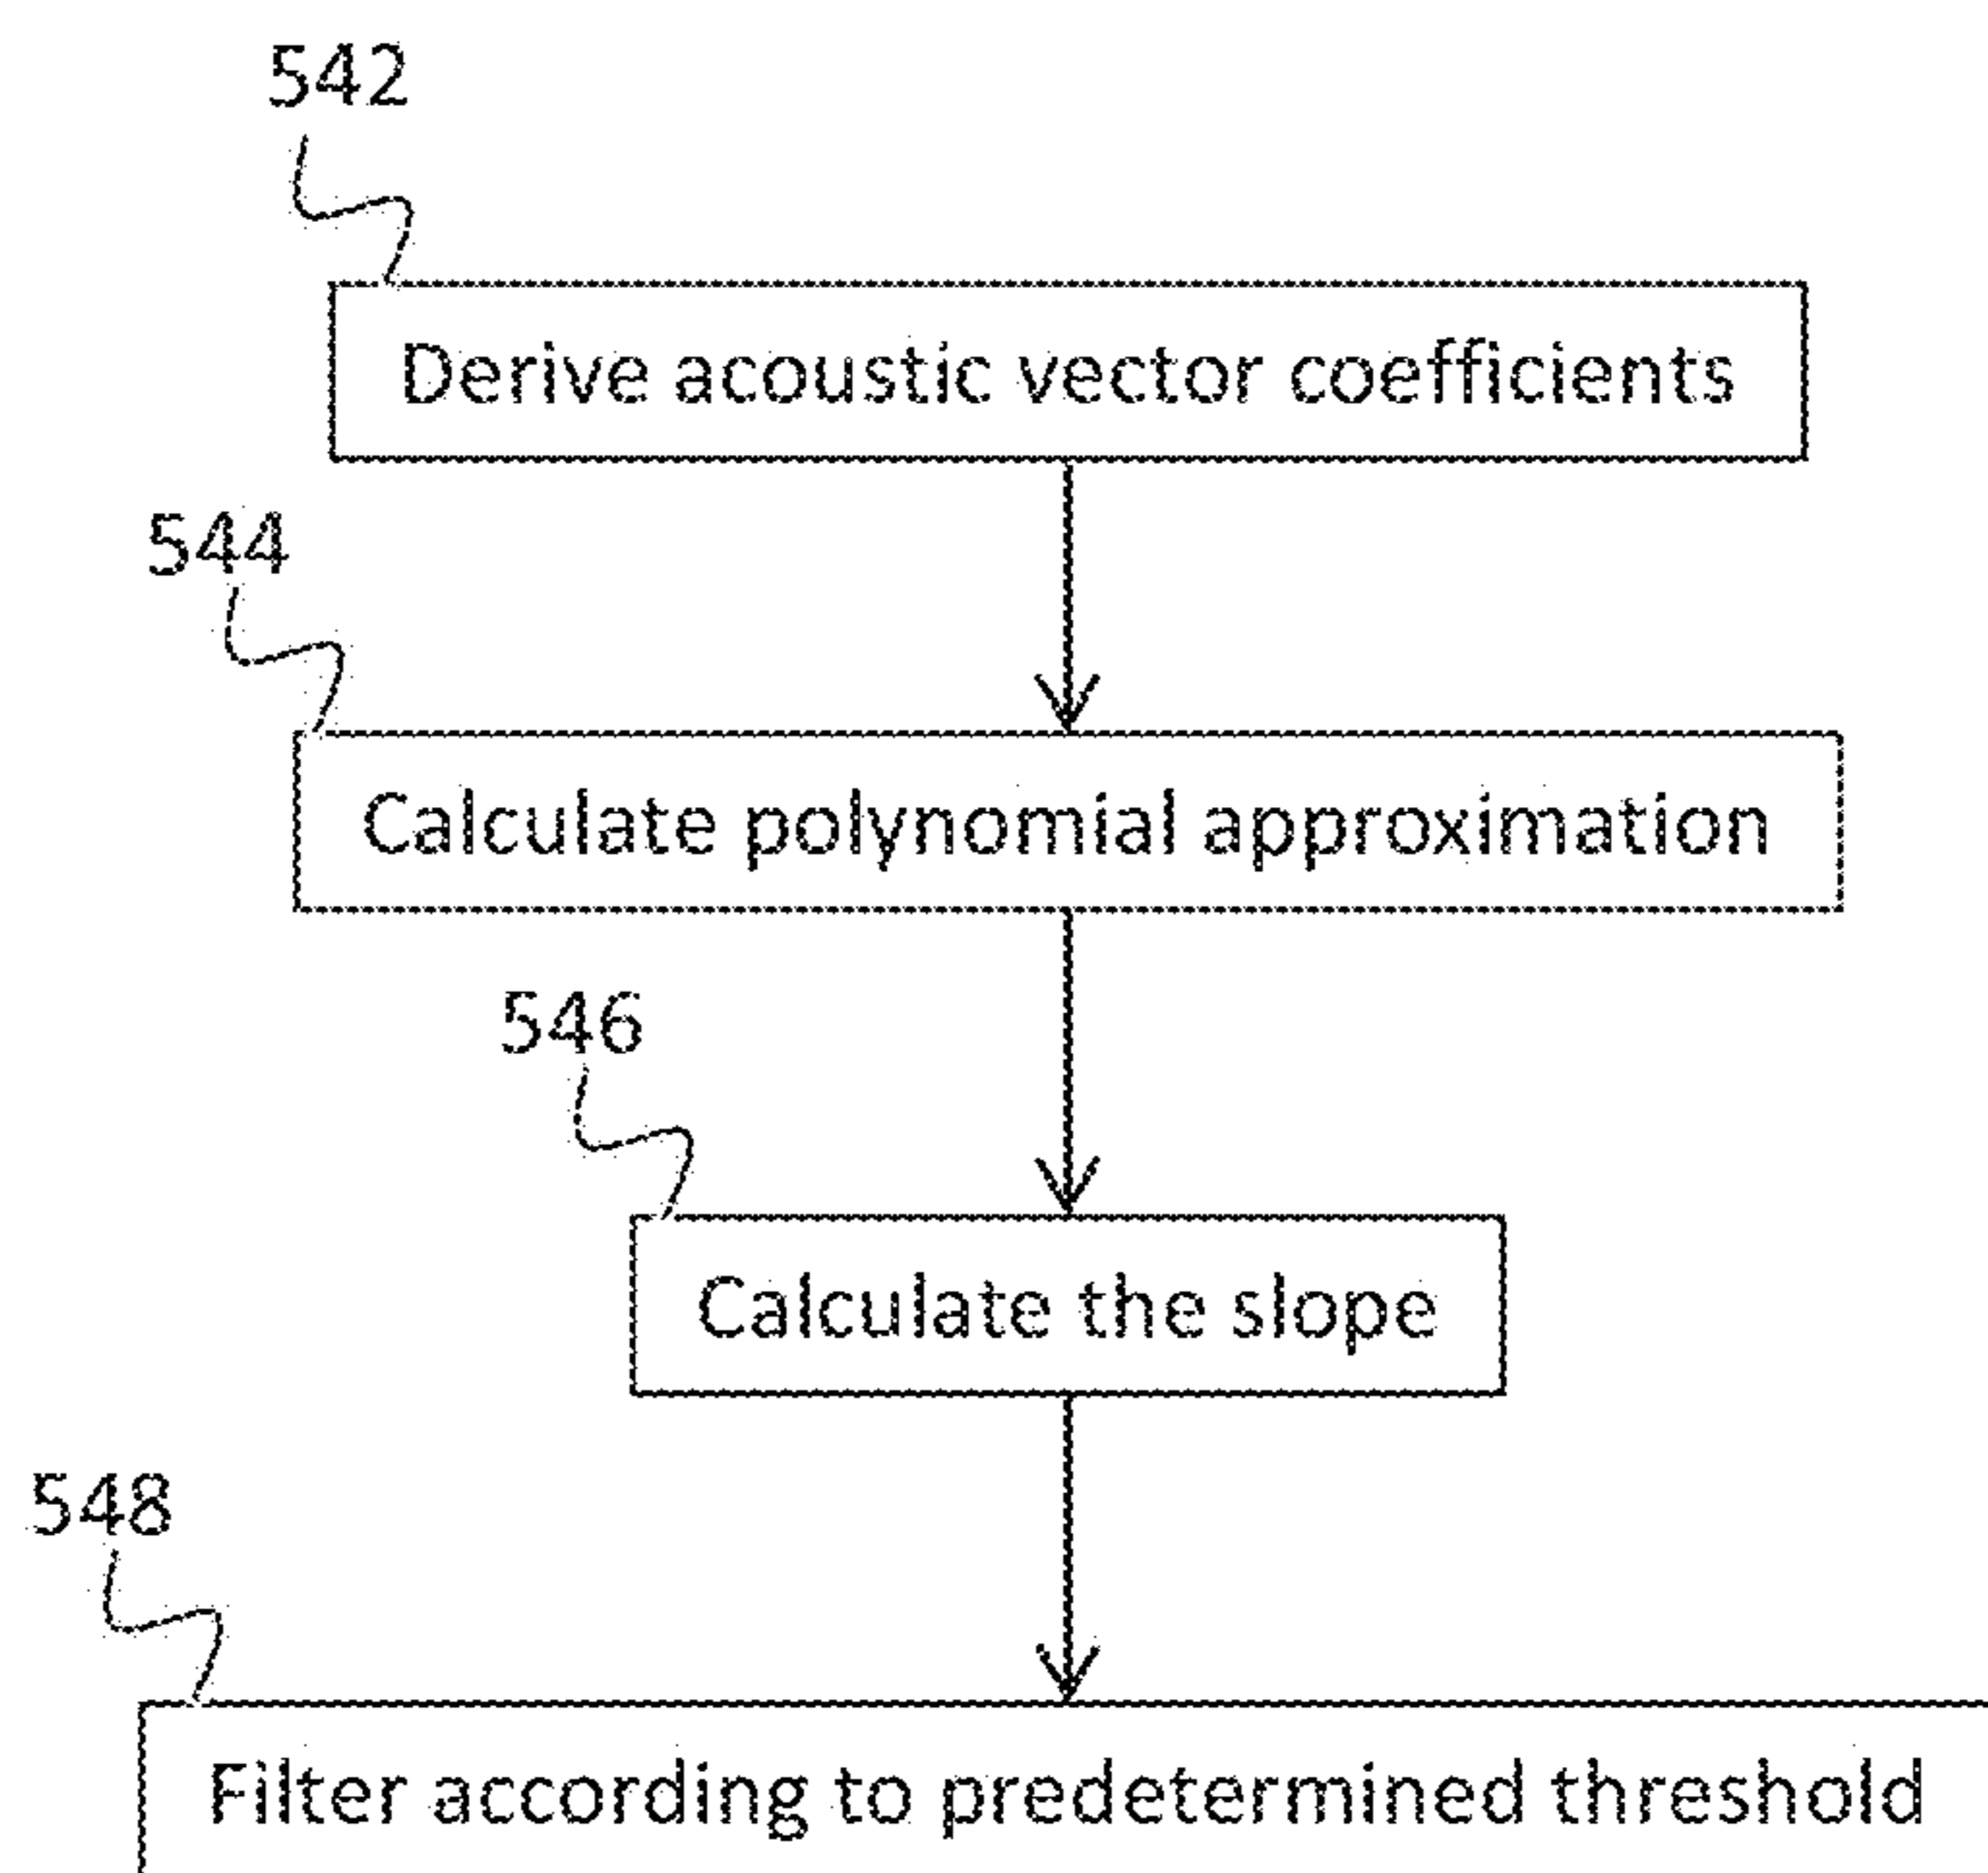 542
Derive acoustic vector coefficients
544
Calculate polynomial approximation
546
Calculate the slope
548
Filter according to predetermined threshold